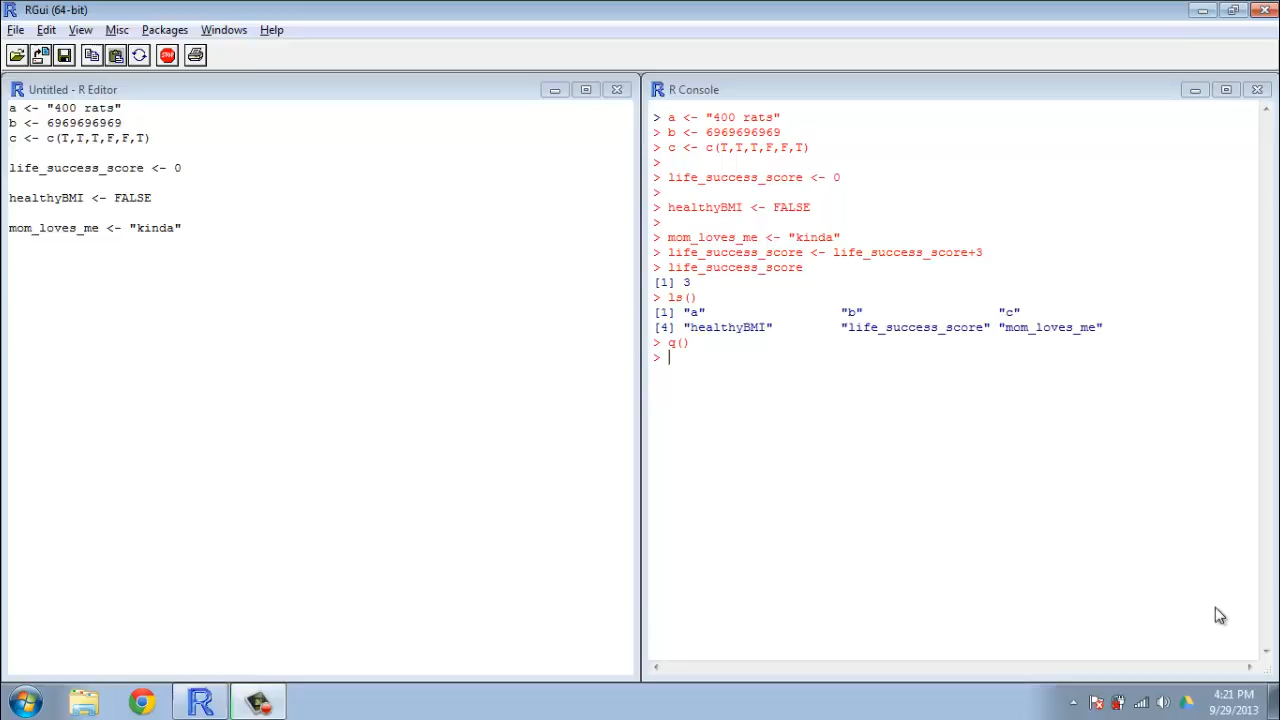 RGui (64-bit)
File Edit View Misc Packages Windows Help
STOP
Untitled - R Editor
a <- "400 rats"
b <- 6969696969
c <- c(T,T,T,F,F,T)
life_success_score <- 0
healthyBMI <- FALSE
mom_loves_me <- "kinda"
R Console
> a <- "400 rats"
> b <- 6969696969
> c <- c(T,T,T,F,F,T)
>
> life_success_score <- 0
>
> healthyBMI <- FALSE
>
> mom_loves_me <- "kinda"
> life_success_score <- life_success_score+3
> life_success_score
[1] 3
> ls()
[1] "a" "b" "c"
[4] "healthyBMI" "life_success_score" "mom_loves_me"
> q()
>
4:21 PM
9/29/2013